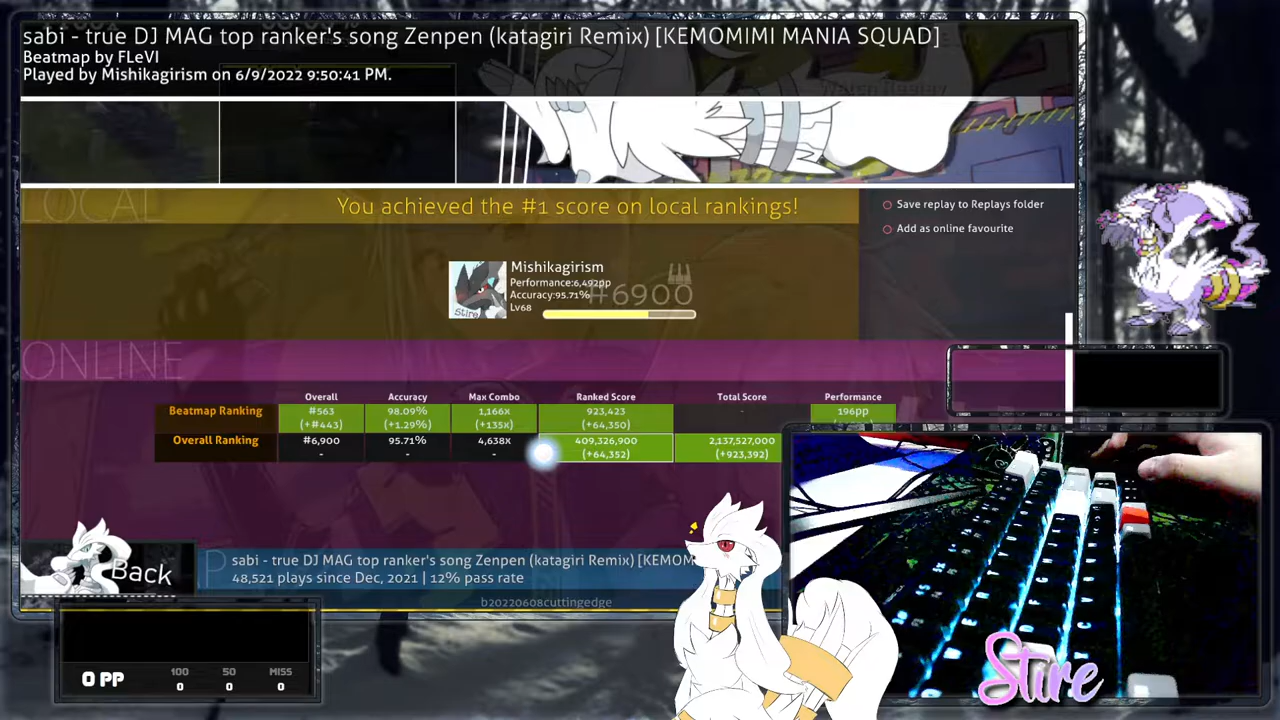 sabi - true DJ MAG top ranker's song Zenpen (katagiri Remix) [KEMOMIMI MANIA SQUAD]
Beatmap by FLeVI
Played by Mishikagirism on 6/9/2022 9:50:41 PM.
LOCAL
You achieved the #1 score on local rankings!
Save replay to Replays folder
Add as online favourite
Mishikagirism
Performance:6,492pp
Accuracy:95.71%
Lv68
#6900
Stire
ONLINE
Overall Accuracy Max Combo Ranked Score Total Score Performance
Beatmap Ranking #563 98.09% 1,166x 923,423 - 196pp
(+#443) (+1.29%) (+135x) (+64,350)
Overall Ranking #6,900 95.71% 4,638x 409,326,900 2,137,527,000
- - - (+64,352) (+923,392)
Back
sabi - true DJ MAG top ranker's song Zenpen (katagiri Remix) [KEMOM
48,521 plays since Dec, 2021 | 12% pass rate
b20220608cuttingedge
0 PP
100 50 MISS
0 0 0
Stire